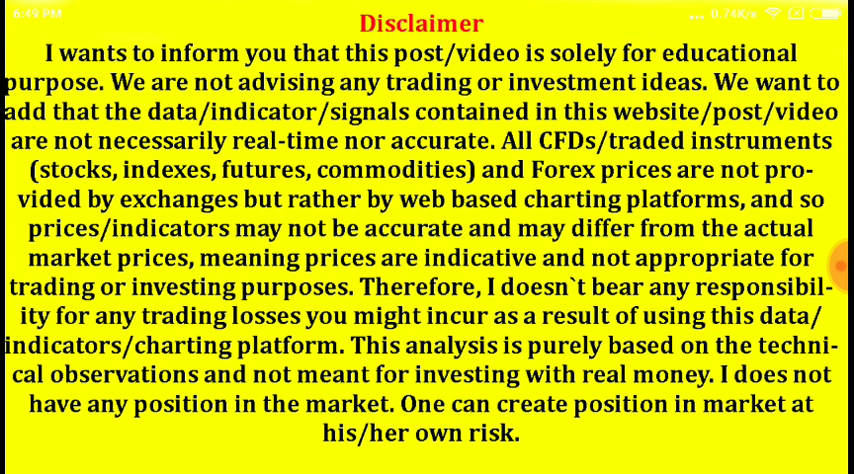 6:49 PM
... 0.74K/s
Disclaimer
I wants to inform you that this post/video is solely for educational
purpose. We are not advising any trading or investment ideas. We want to
add that the data/indicator/signals contained in this website/post/video
are not necessarily real-time nor accurate. All CFDs/traded instruments
(stocks, indexes, futures, commodities) and Forex prices are not pro-
vided by exchanges but rather by web based charting platforms, and so
prices/indicators may not be accurate and may differ from the actual
market prices, meaning prices are indicative and not appropriate for
trading or investing purposes. Therefore, I doesn`t bear any responsibil-
ity for any trading losses you might incur as a result of using this data/
indicators/charting platform. This analysis is purely based on the techni-
cal observations and not meant for investing with real money. I does not
have any position in the market. One can create position in market at
his/her own risk.